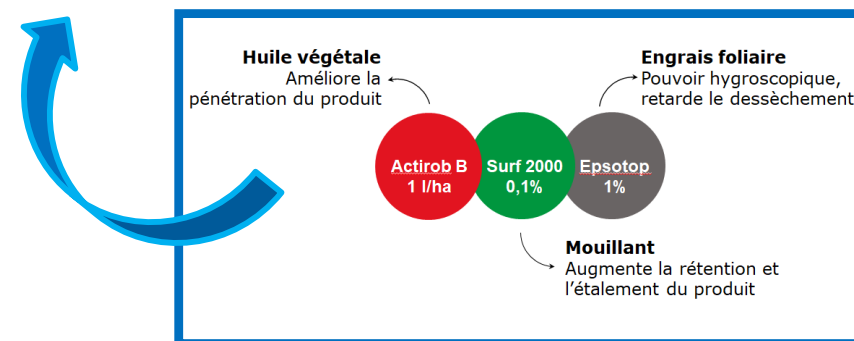 Huile végétale
Améliore la
pénétration du produit
Engrais foliaire
Pouvoir hygroscopique,
retarde le dessèchement
Actirob B
1 l/ha
Surf 2000
0,1%
Epsotop
1%
Mouillant
Augmente la rétention et
l’étalement du produit